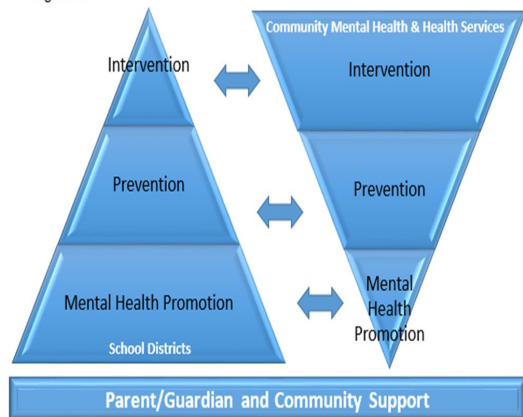 Community Mental Health & Health Services
Intervention
Intervention
Prevention
Prevention
Mental Health Promotion
School Districts
Mental
Health
Promotion
Parent/Guardian and Community Support